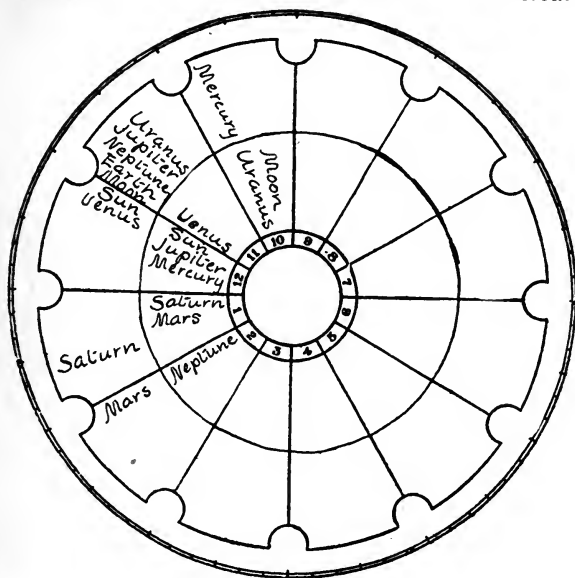 Mercury
Uranus
Jupiter
Neptune
Earth
Moon
Sun
Venus
Moon
Uranus
Venus
Sun
Jupiter
Mercury
Saturn
Mars
Saturn
Mars
Neptune
10
9
8
11
7
12
1
6
2
5
3
4